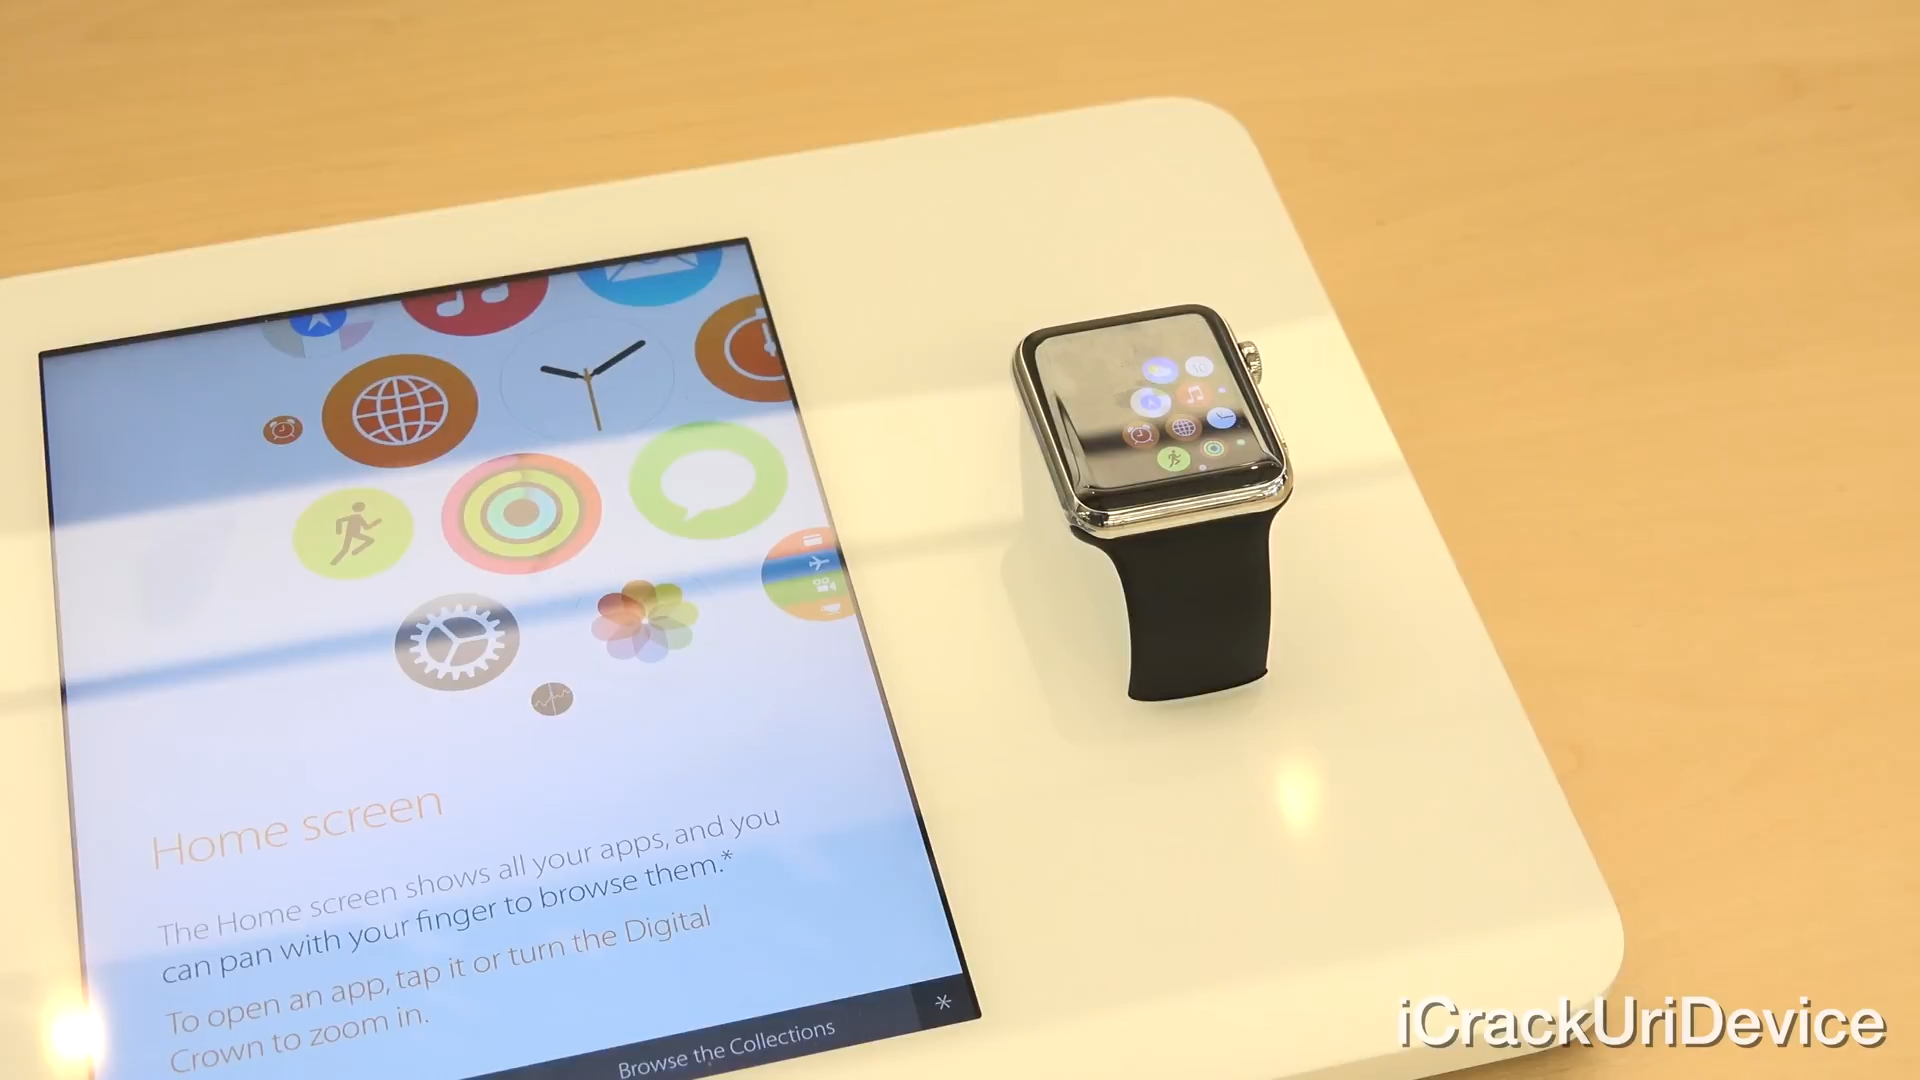 Home screen
The Home screen shows all your apps, and you
can pan with your finger to browse them.*
To open an app, tap it or turn the Digital
Crown to zoom in.
Browse the Collections
*
iCrackUriDevice